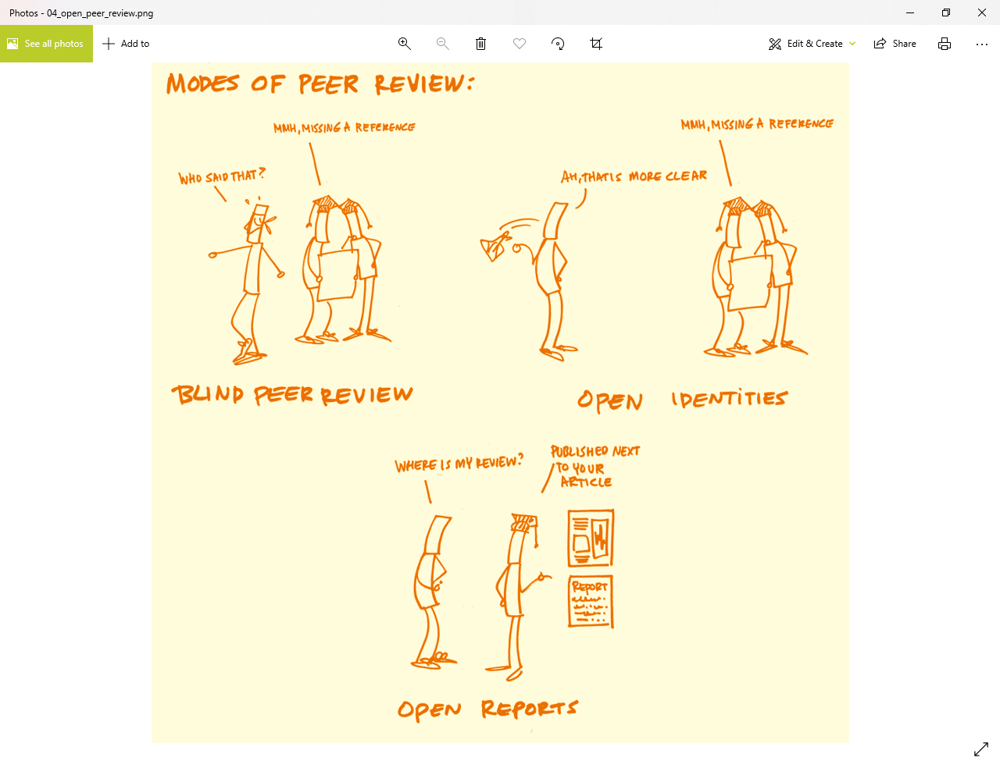 Photos - 04_open_peer_review.png
See all photos
Add to
Edit & Create
Share
MODES OF PEER REVIEW:
MMH, MISSING A REFERENCE
WHO SAID THAT?
BLIND PEER REVIEW
MMH, MISSING A REFERENCE
AH, THAT IS MORE CLEAR
OPEN IDENTITIES
WHERE IS MY REVIEW?
PUBLISHED NEXT
TO YOUR
ARTICLE
REPORT
OPEN REPORTS